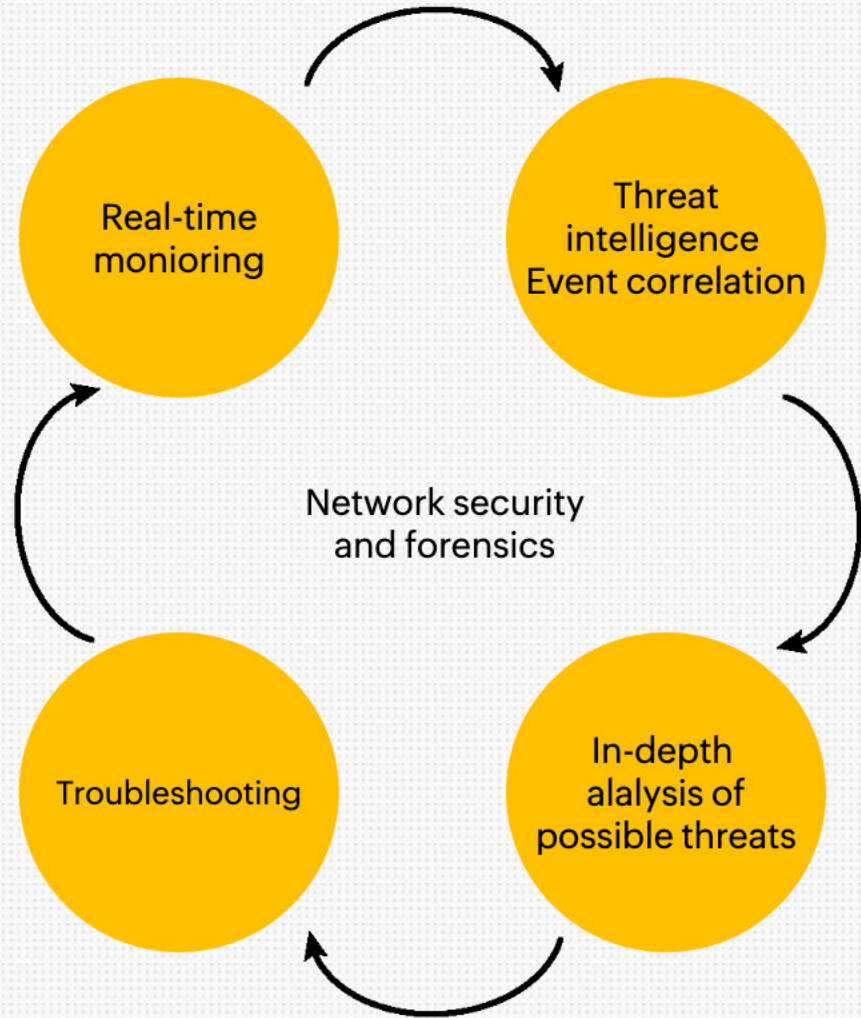 Real-time
monioring
Threat
intelligence
Event correlation
Network security
and forensics
Troubleshooting
In-depth
alalysis of
possible threats